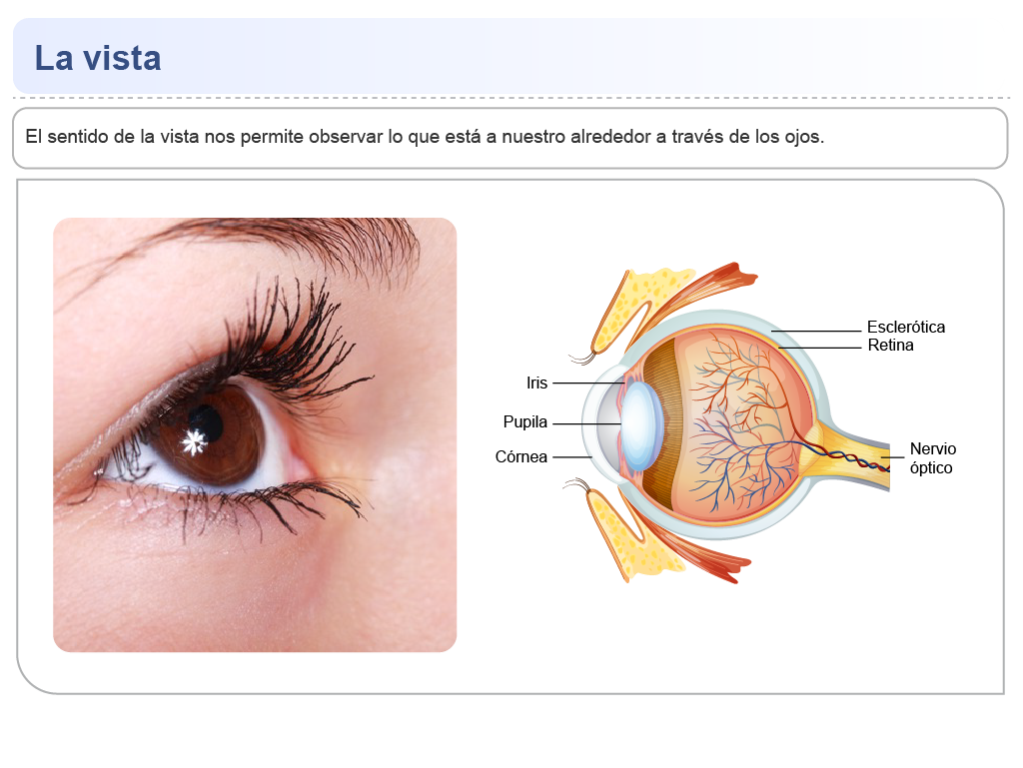 La vista
El sentido de la vista nos permite observar lo que está a nuestro alrededor a través de los ojos.
Esclerótica
Retina
Iris
Pupila
Córnea
Nervio
óptico